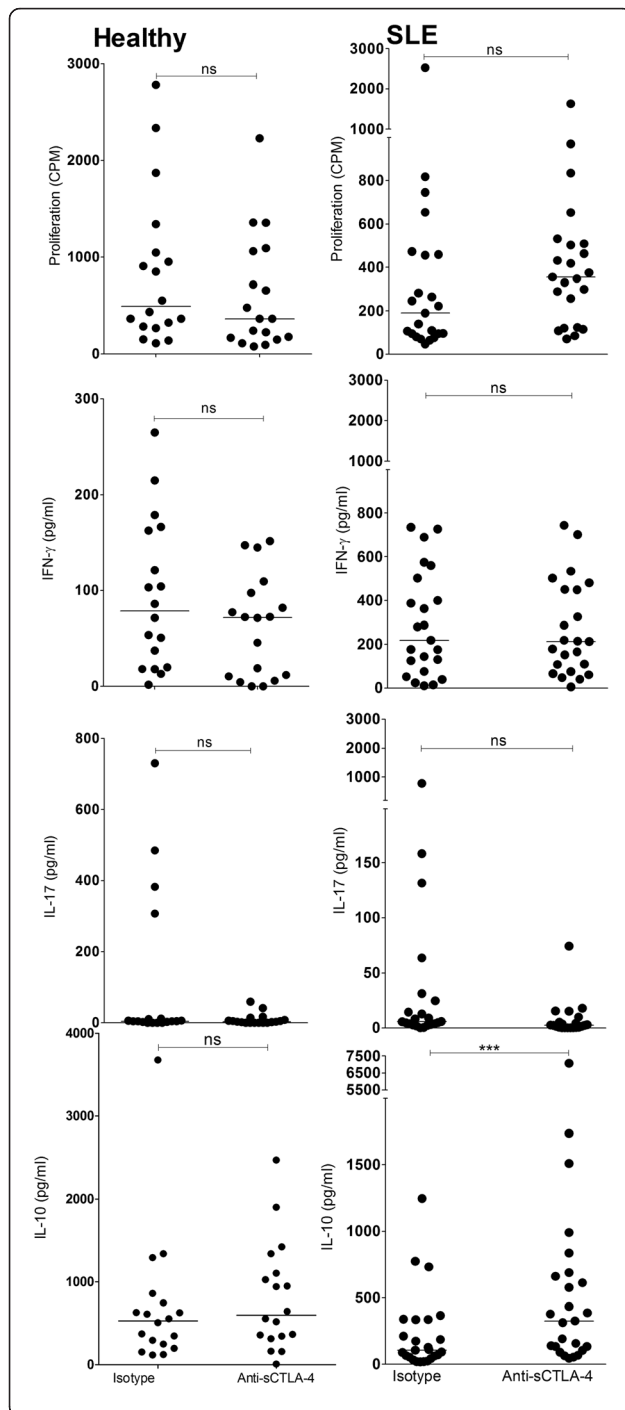 Healthy
SLE
ns
ns
3000
2000
1000
0
Proliferation (CPM)
3000
2000
1000
800
600
400
200
0
Proliferation (CPM)
ns
ns
300
200
100
0
IFN-γ (pg/ml)
3000
2000
1000
800
600
400
200
0
IFN-γ (pg/ml)
ns
ns
800
600
400
200
0
IL-17 (pg/ml)
3000
2000
1000
150
100
50
0
IL-17 (pg/ml)
ns
***
4000
3000
2000
1000
0
IL-10 (pg/ml)
7500
6500
5500
1500
1000
500
0
IL-10 (pg/ml)
Isotype
Anti-sCTLA-4
Isotype
Anti-sCTLA-4